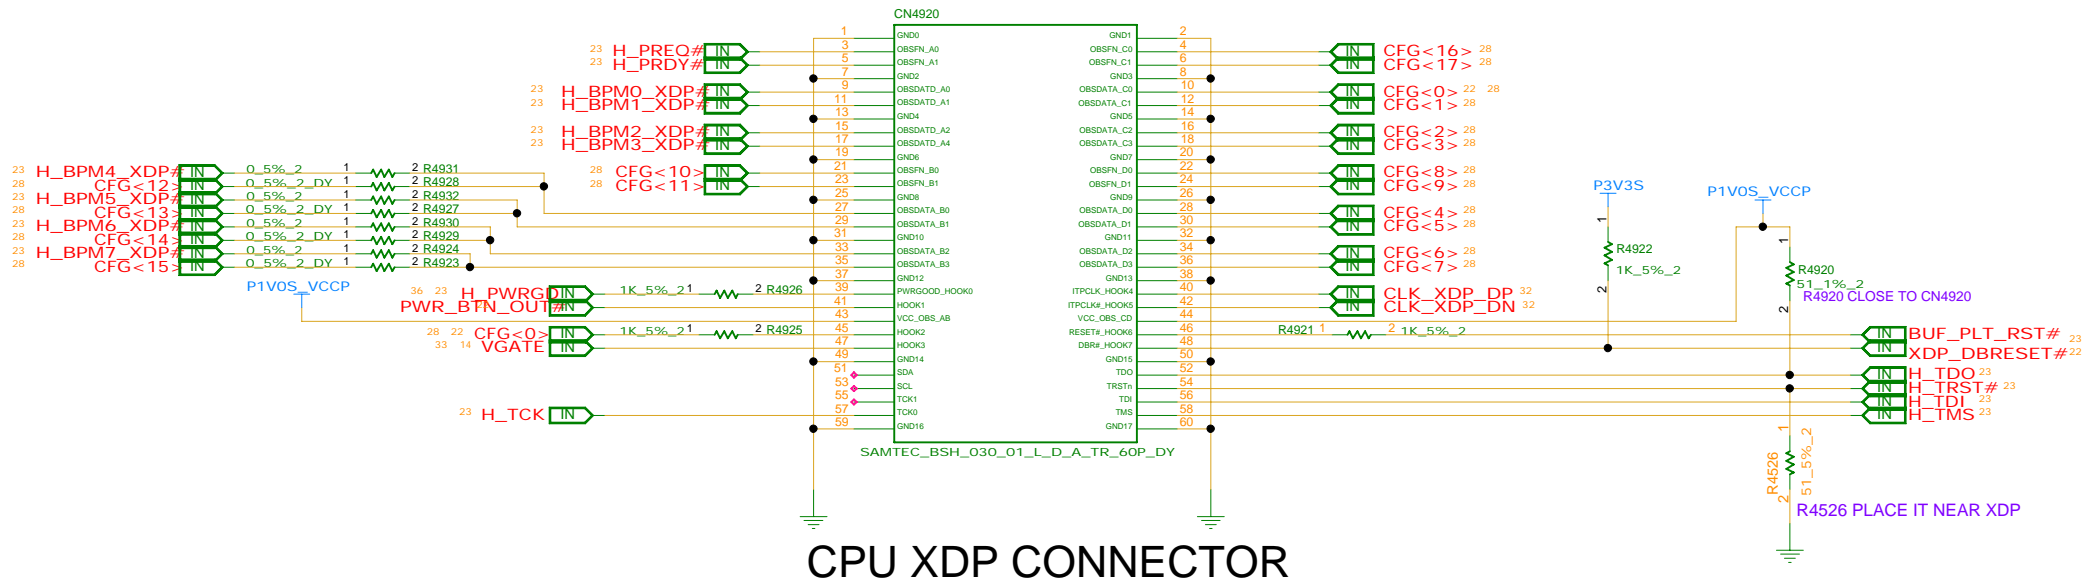 CN4920
1 GND0 GND1 2
23 H_PREQ# IN 3 OBSFN_A0 OBSFN_C0 4 IN CFG<16> 28
23 H_PRDY# IN 5 OBSFN_A1 OBSFN_C1 6 IN CFG<17> 28
7 GND2 GND3 8
23 H_BPM0_XDP# IN 9 OBSDATD_A0 OBSDATA_C0 10 IN CFG<0> 22 28
23 H_BPM1_XDP# IN 11 OBSDATD_A1 OBSDATA_C1 12 IN CFG<1> 28
13 GND4 GND5 14
23 H_BPM2_XDP# IN 15 OBSDATD_A2 OBSDATA_C2 16 IN CFG<2> 28
23 H_BPM3_XDP# IN 17 OBSDATD_A4 OBSDATA_C3 18 IN CFG<3> 28
19 GND6 GND7 20
23 H_BPM4_XDP# IN 0_5%_2 1 2 R4931
28 CFG<10> IN 21 OBSFN_B0 OBSFN_D0 22 IN CFG<8> 28
28 CFG<12> IN 0_5%_2_DY 1 2 R4928
28 CFG<11> IN 23 OBSFN_B1 OBSFN_D1 24 IN CFG<9> 28
P3V3S
P1V0S_VCCP
23 H_BPM5_XDP# IN 0_5%_2 1 2 R4932
25 GND8 GND9 26
28 CFG<13> IN 0_5%_2_DY 1 2 R4927
27 OBSDATA_B0 OBSDATA_D0 28 IN CFG<4> 28
23 H_BPM6_XDP# IN 0_5%_2 1 2 R4930
29 OBSDATA_B1 OBSDATA_D1 30 IN CFG<5> 28
28 CFG<14> IN 0_5%_2_DY 1 2 R4929
31 GND10 GND11 32
23 H_BPM7_XDP# IN 0_5%_2 1 2 R4924
33 OBSDATA_B2 OBSDATA_D2 34 IN CFG<6> 28
1 R4922 1K_5%_2 2
28 CFG<15> IN 0_5%_2_DY 1 2 R4923
35 OBSDATA_B3 OBSDATA_D3 36 IN CFG<7> 28
1 R4920 51_1%_2 2
37 GND12 GND13 38
P1V0S_VCCP
36 23 H_PWRGD IN 1K_5%_2 1 2 R4926 39 PWRGOOD_HOOK0 ITPCLK_HOOK4 40 IN CLK_XDP_DP 32
R4920 CLOSE TO CN4920
PWR_BTN_OUT# IN 41 HOOK1 ITPCLK#_HOOK5 42 IN CLK_XDP_DN 32
43 VCC_OBS_AB VCC_OBS_CD 44
28 22 CFG<0> IN 1K_5%_2 1 2 R4925 45 HOOK2 RESET#_HOOK6 46 R4921 1 2 1K_5%_2 IN BUF_PLT_RST# 23
33 14 VGATE IN 47 HOOK3 DBR#_HOOK7 48 IN XDP_DBRESET# 22
49 GND14 GND15 50
51 SDA TDO 52 IN H_TDO 23
53 SCL TRSTn 54 IN H_TRST# 23
55 TCK1 TDI 56 IN H_TDI 23
23 H_TCK IN 57 TCK0 TMS 58 IN H_TMS 23
59 GND16 GND17 60
SAMTEC_BSH_030_01_L_D_A_TR_60P_DY
1 R4526 51_5%_2 2
R4526 PLACE IT NEAR XDP
CPU XDP CONNECTOR